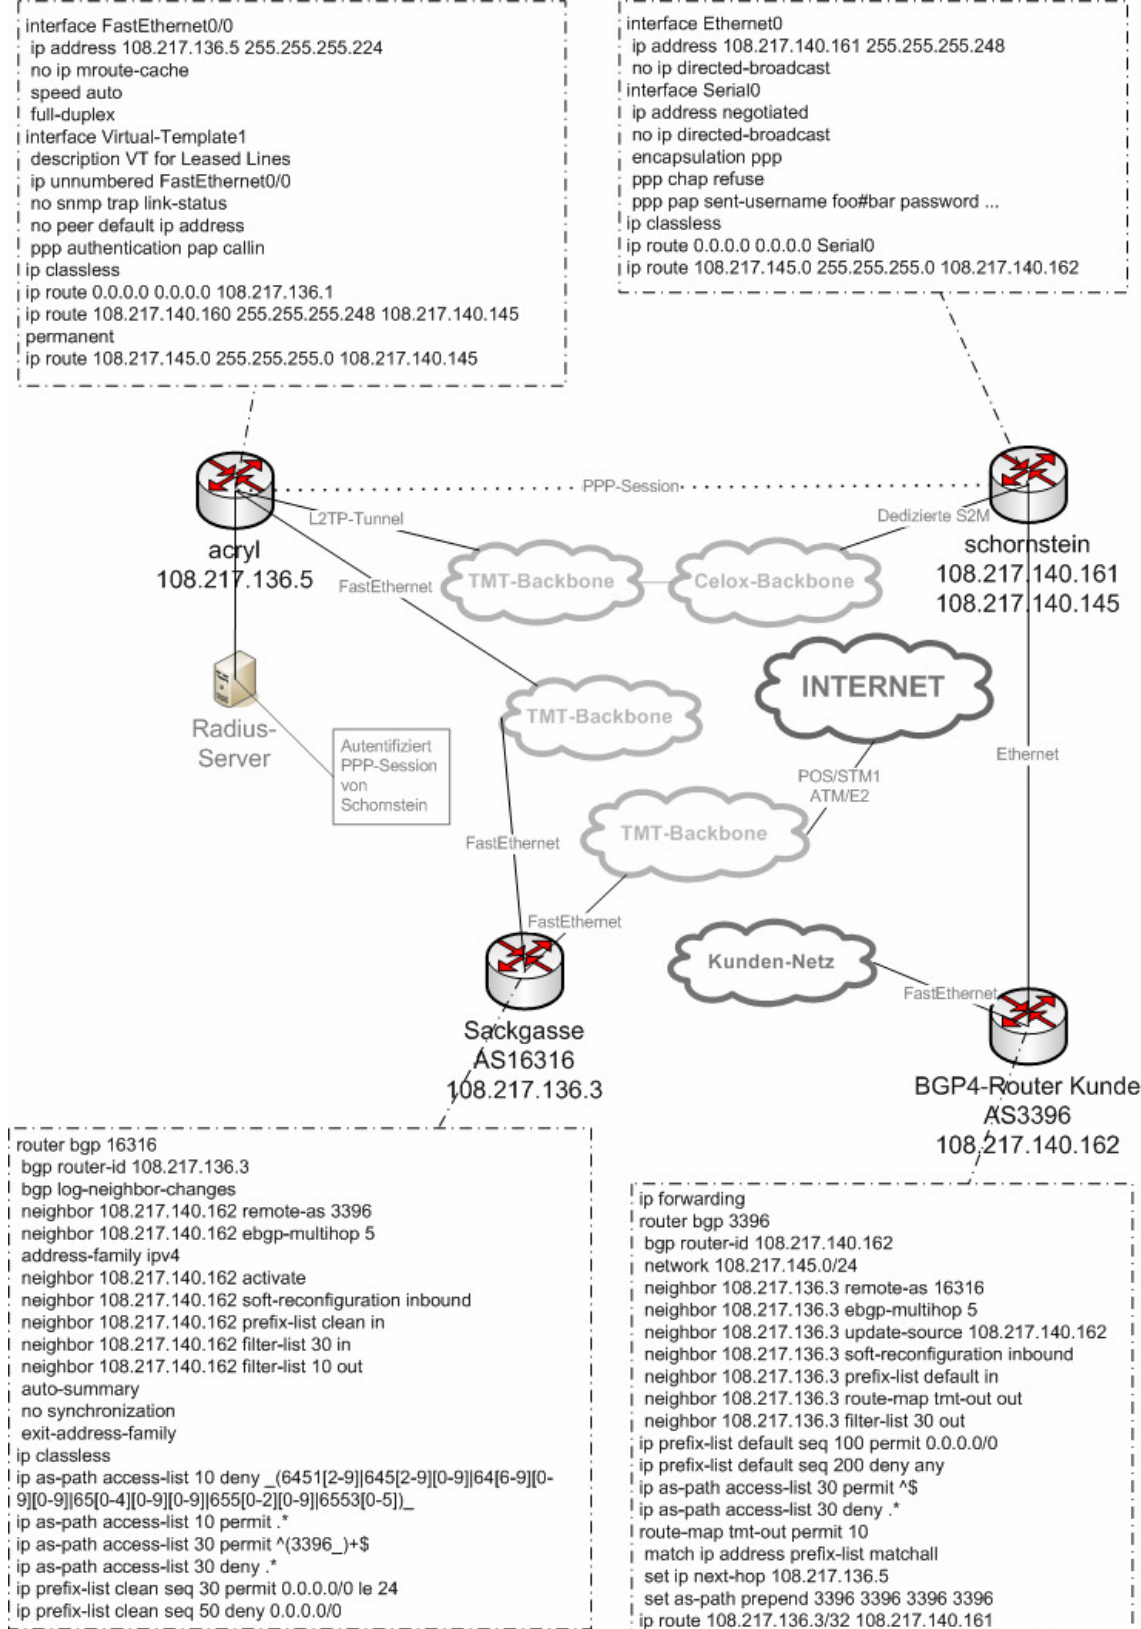 interface FastEthernet0/0
ip address 108.217.136.5 255.255.255.224
no ip mroute-cache
speed auto
full-duplex
interface Virtual-Template1
description VT for Leased Lines
ip unnumbered FastEthernet0/0
no snmp trap link-status
no peer default ip address
ppp authentication pap callin
ip classless
ip route 0.0.0.0 0.0.0.0 108.217.136.1
ip route 108.217.140.160 255.255.255.248 108.217.140.145
permanent
ip route 108.217.145.0 255.255.255.0 108.217.140.145
interface Ethernet0
ip address 108.217.140.161 255.255.255.248
no ip directed-broadcast
interface Serial0
ip address negotiated
no ip directed-broadcast
encapsulation ppp
ppp chap refuse
ppp pap sent-username foo#bar password ...
ip classless
ip route 0.0.0.0 0.0.0.0 Serial0
ip route 108.217.145.0 255.255.255.0 108.217.140.162
PPP-Session
L2TP-Tunnel
Dedizierte S2M
acryl
108.217.136.5
schornstein
108.217.140.161
108.217.140.145
FastEthernet
TMT-Backbone
Celox-Backbone
INTERNET
TMT-Backbone
Radius-
Server
Autentifiziert
PPP-Session
von
Schornstein
Ethernet
POS/STM1
ATM/E2
TMT-Backbone
FastEthernet
FastEthernet
Kunden-Netz
FastEthernet
Sackgasse
AS16316
108.217.136.3
BGP4-Router Kunde
AS3396
108.217.140.162
router bgp 16316
bgp router-id 108.217.136.3
bgp log-neighbor-changes
neighbor 108.217.140.162 remote-as 3396
neighbor 108.217.140.162 ebgp-multihop 5
address-family ipv4
neighbor 108.217.140.162 activate
neighbor 108.217.140.162 soft-reconfiguration inbound
neighbor 108.217.140.162 prefix-list clean in
neighbor 108.217.140.162 filter-list 30 in
neighbor 108.217.140.162 filter-list 10 out
auto-summary
no synchronization
exit-address-family
ip classless
ip as-path access-list 10 deny _(6451[2-9]|645[2-9][0-9]|64[6-9][0-
9][0-9]|65[0-4][0-9][0-9]|655[0-2][0-9]|6553[0-5])_
ip as-path access-list 10 permit .*
ip as-path access-list 30 permit ^(3396_)+$
ip as-path access-list 30 deny .*
ip prefix-list clean seq 30 permit 0.0.0.0/0 le 24
ip prefix-list clean seq 50 deny 0.0.0.0/0
ip forwarding
router bgp 3396
bgp router-id 108.217.140.162
network 108.217.145.0/24
neighbor 108.217.136.3 remote-as 16316
neighbor 108.217.136.3 ebgp-multihop 5
neighbor 108.217.136.3 update-source 108.217.140.162
neighbor 108.217.136.3 soft-reconfiguration inbound
neighbor 108.217.136.3 prefix-list default in
neighbor 108.217.136.3 route-map tmt-out out
neighbor 108.217.136.3 filter-list 30 out
ip prefix-list default seq 100 permit 0.0.0.0/0
ip prefix-list default seq 200 deny any
ip as-path access-list 30 permit ^$
ip as-path access-list 30 deny .*
route-map tmt-out permit 10
match ip address prefix-list matchall
set ip next-hop 108.217.136.5
set as-path prepend 3396 3396 3396 3396
ip route 108.217.136.3/32 108.217.140.161